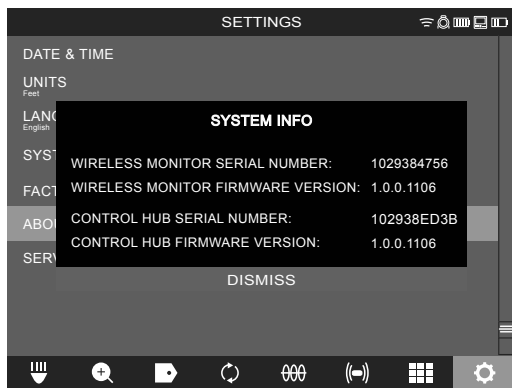 SETTINGS
DATE & TIME
UNITS
Feet
LANG
English
SYSTEM INFO
SYST
WIRELESS MONITOR SERIAL NUMBER: 1029384756
FACT
WIRELESS MONITOR FIRMWARE VERSION: 1.0.0.1106
ABOU
CONTROL HUB SERIAL NUMBER: 102938ED3B
CONTROL HUB FIRMWARE VERSION: 1.0.0.1106
SERV
DISMISS